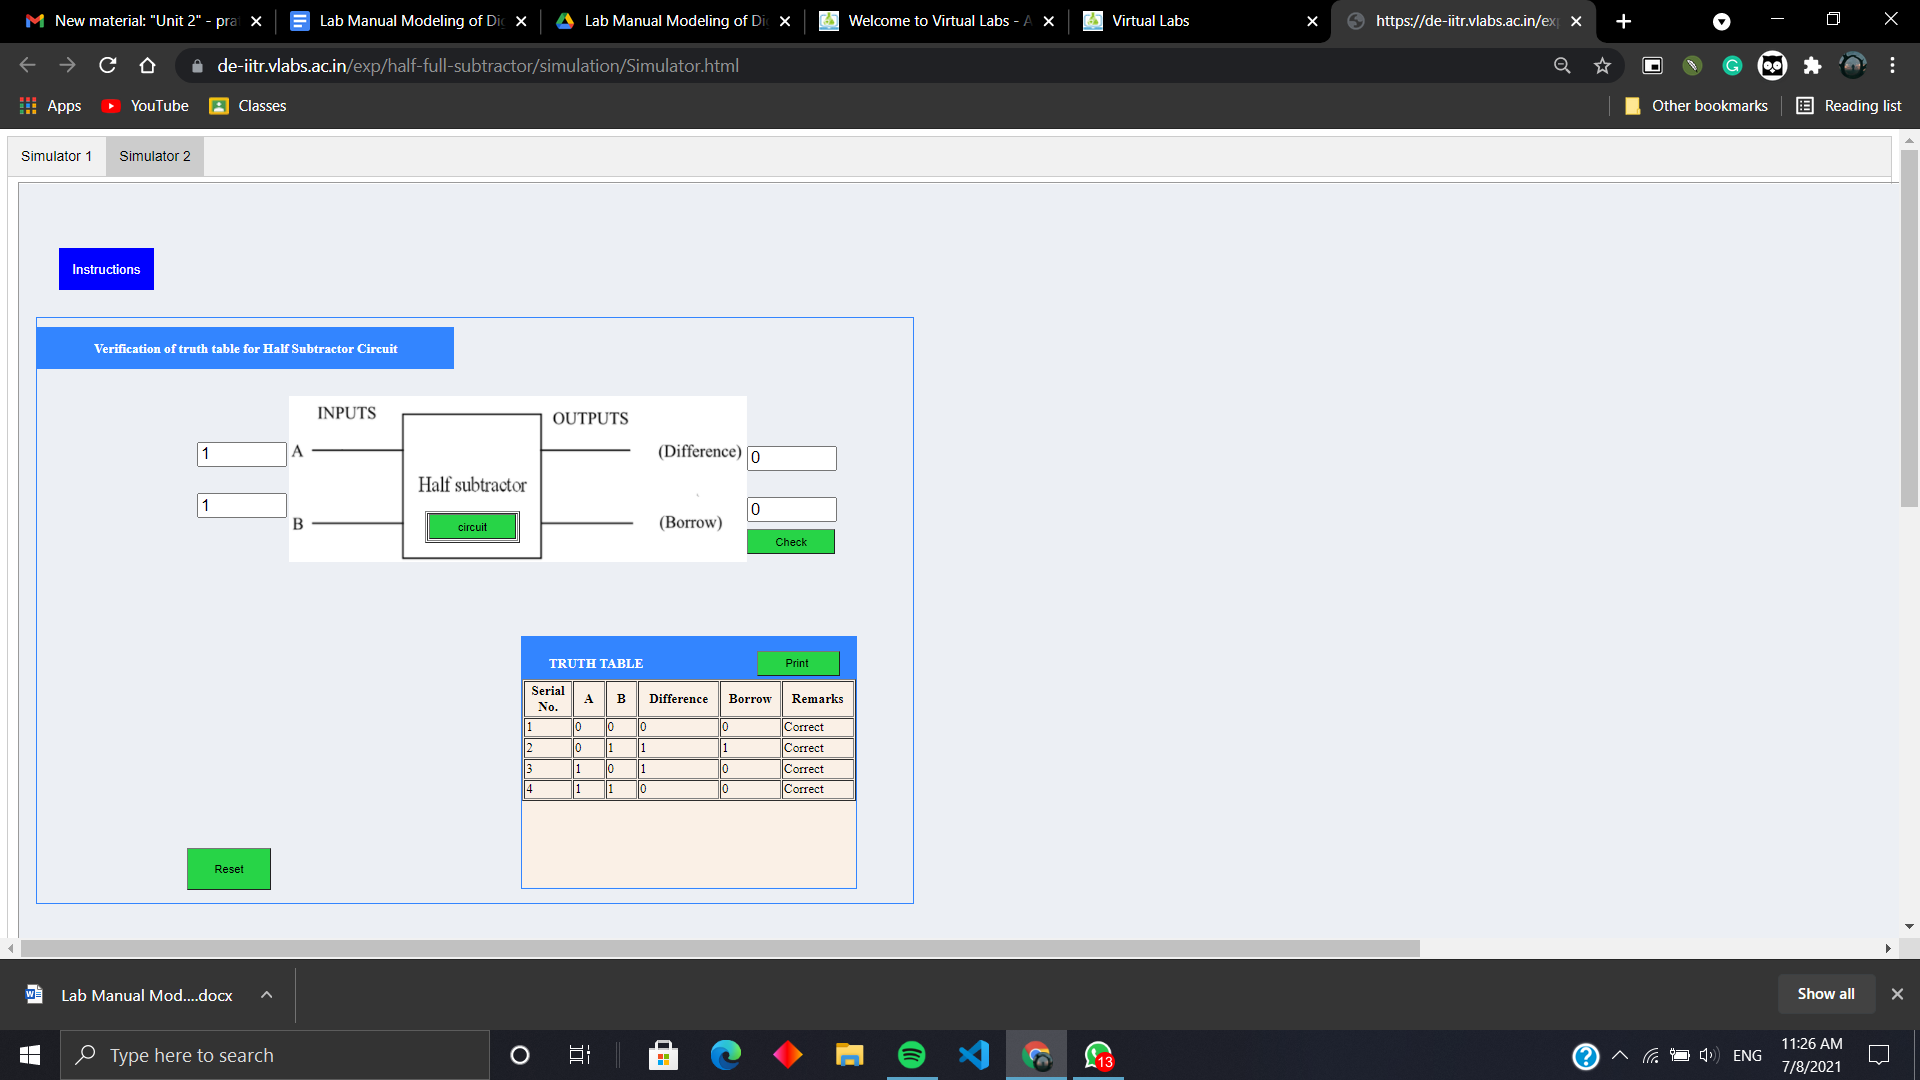 New material: "Unit 2" - pra
Lab Manual Modeling of Di
Lab Manual Modeling of Di
Welcome to Virtual Labs - A
Virtual Labs
https://de-iitr.vlabs.ac.in/exp
de-iitr.vlabs.ac.in/exp/half-full-subtractor/simulation/Simulator.html
Apps
YouTube
Classes
Other bookmarks
Reading list
Simulator 1
Simulator 2
Instructions
Verification of truth table for Half Subtractor Circuit
INPUTS
OUTPUTS
1
A
(Difference)
0
Half subtractor
1
B
circuit
(Borrow)
0
Check
TRUTH TABLE
Print
Serial No. A B Difference Borrow Remarks
1 0 0 0 0 Correct
2 0 1 1 1 Correct
3 1 0 1 0 Correct
4 1 1 0 0 Correct
Reset
Lab Manual Mod....docx
Show all
Type here to search
13
ENG
11:26 AM
7/8/2021